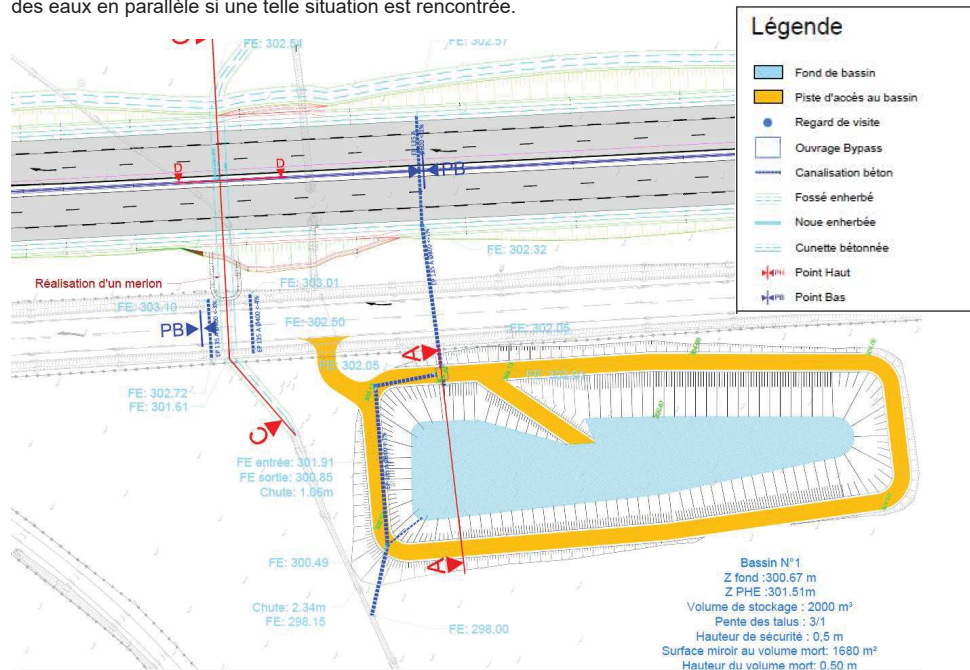 des eaux en parallèle si une telle situation est rencontrée.
Légende
Fond de bassin
Piste d'accès au bassin
Regard de visite
Ouvrage Bypass
Canalisation béton
Fossé enherbé
Noue enherbée
Cunette bétonnée
PH Point Haut
PB Point Bas
FE: 302.54
FE: 302.57
C
D
D
PB
FE: 302.32
Réalisation d'un merlon
FE: 303.01
FE: 303.10
PB
FE: 302.50
FE: 302.05
A
FE: 302.05
FE: 302.72
FE: 301.61
C
FE entrée: 301.91
FE sortie: 300.85
Chute: 1.06m
FE: 300.49
A
Chute: 2.34m
FE: 298.15
FE: 298.00
Bassin N°1
Z fond :300.67 m
Z PHE :301.51m
Volume de stockage : 2000 m³
Pente des talus : 3/1
Hauteur de sécurité : 0,5 m
Surface miroir au volume mort: 1680 m²
Hauteur du volume mort: 0.50 m